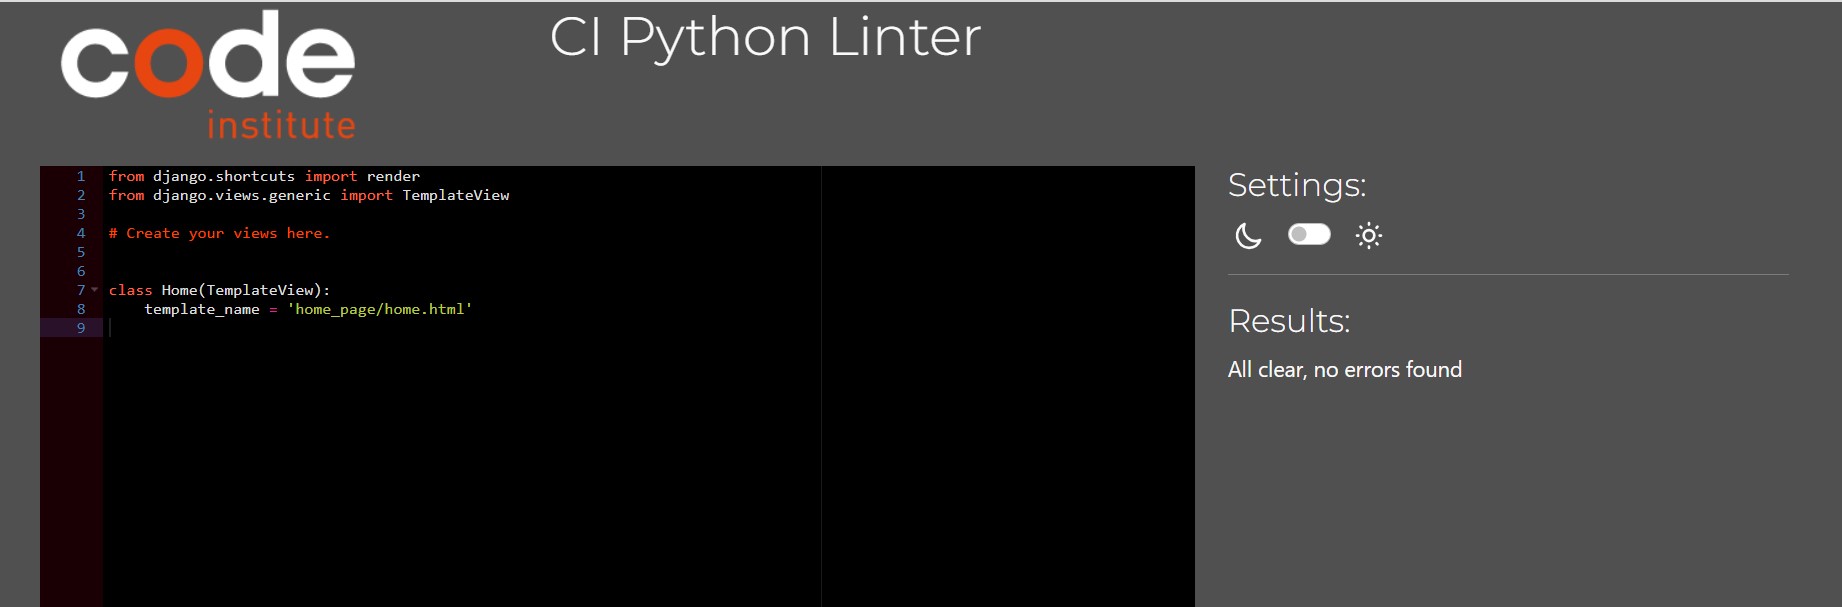 code
institute
CI Python Linter
1 from django.shortcuts import render
2 from django.views.generic import TemplateView
3
4 # Create your views here.
5
6
7 class Home(TemplateView):
8     template_name = 'home_page/home.html'
9
Settings:
Results:
All clear, no errors found